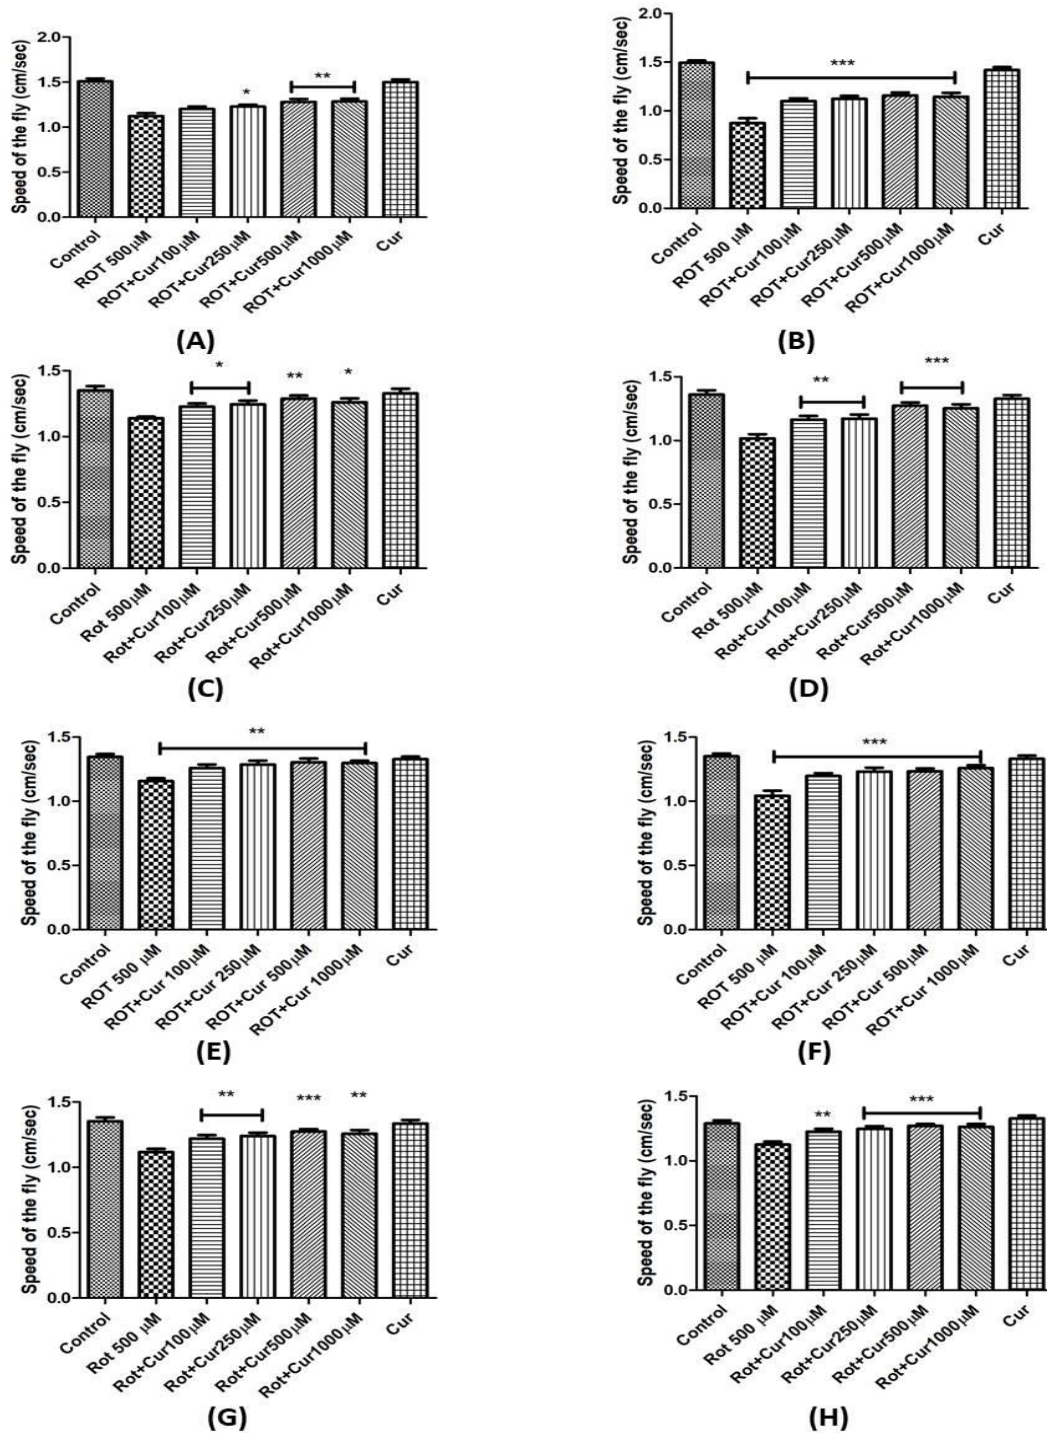 Speed of the fly (cm/sec)
2.0
1.5
1.0
0.5
0.0
*
**
Control
ROT 500µM
ROT+Cur100µM
ROT+Cur250µM
ROT+Cur500µM
ROT+Cur1000µM
Cur
(A)
Speed of the fly (cm/sec)
2.0
1.5
1.0
0.5
0.0
***
Control
ROT 500 µM
ROT+Cur100µM
ROT+Cur250µM
ROT+Cur500µM
ROT+Cur1000µM
Cur
(B)
Speed of the fly (cm/sec)
1.5
1.0
0.5
0.0
*
**
*
Control
Rot 500µM
Rot+Cur100µM
Rot+Cur250µM
Rot+Cur500µM
Rot+Cur1000µM
Cur
(C)
Speed of the fly (cm/sec)
1.5
1.0
0.5
0.0
**
***
Control
Rot 500µM
Rot+Cur100µM
Rot+Cur250µM
Rot+Cur500µM
Rot+Cur1000µM
Cur
(D)
Speed of the fly (cm/sec)
1.5
1.0
0.5
0.0
**
Control
ROT 500 µM
ROT+Cur 100µM
ROT+Cur 250µM
ROT+Cur 500µM
ROT+Cur 1000µM
Cur
(E)
Speed of the fly (cm/sec)
1.5
1.0
0.5
0.0
***
Control
ROT 500 µM
ROT+Cur 100µM
ROT+Cur 250µM
ROT+Cur 500µM
ROT+Cur 1000µM
Cur
(F)
Speed of the fly (cm/sec)
1.5
1.0
0.5
0.0
**
***
**
Control
Rot 500 µM
Rot+Cur100µM
Rot+Cur250µM
Rot+Cur500µM
Rot+Cur1000µM
Cur
(G)
Speed of the fly (cm/sec)
1.5
1.0
0.5
0.0
**
***
Control
Rot 500 µM
Rot+Cur100µM
Rot+Cur250µM
Rot+Cur500µM
Rot+Cur1000µM
Cur
(H)